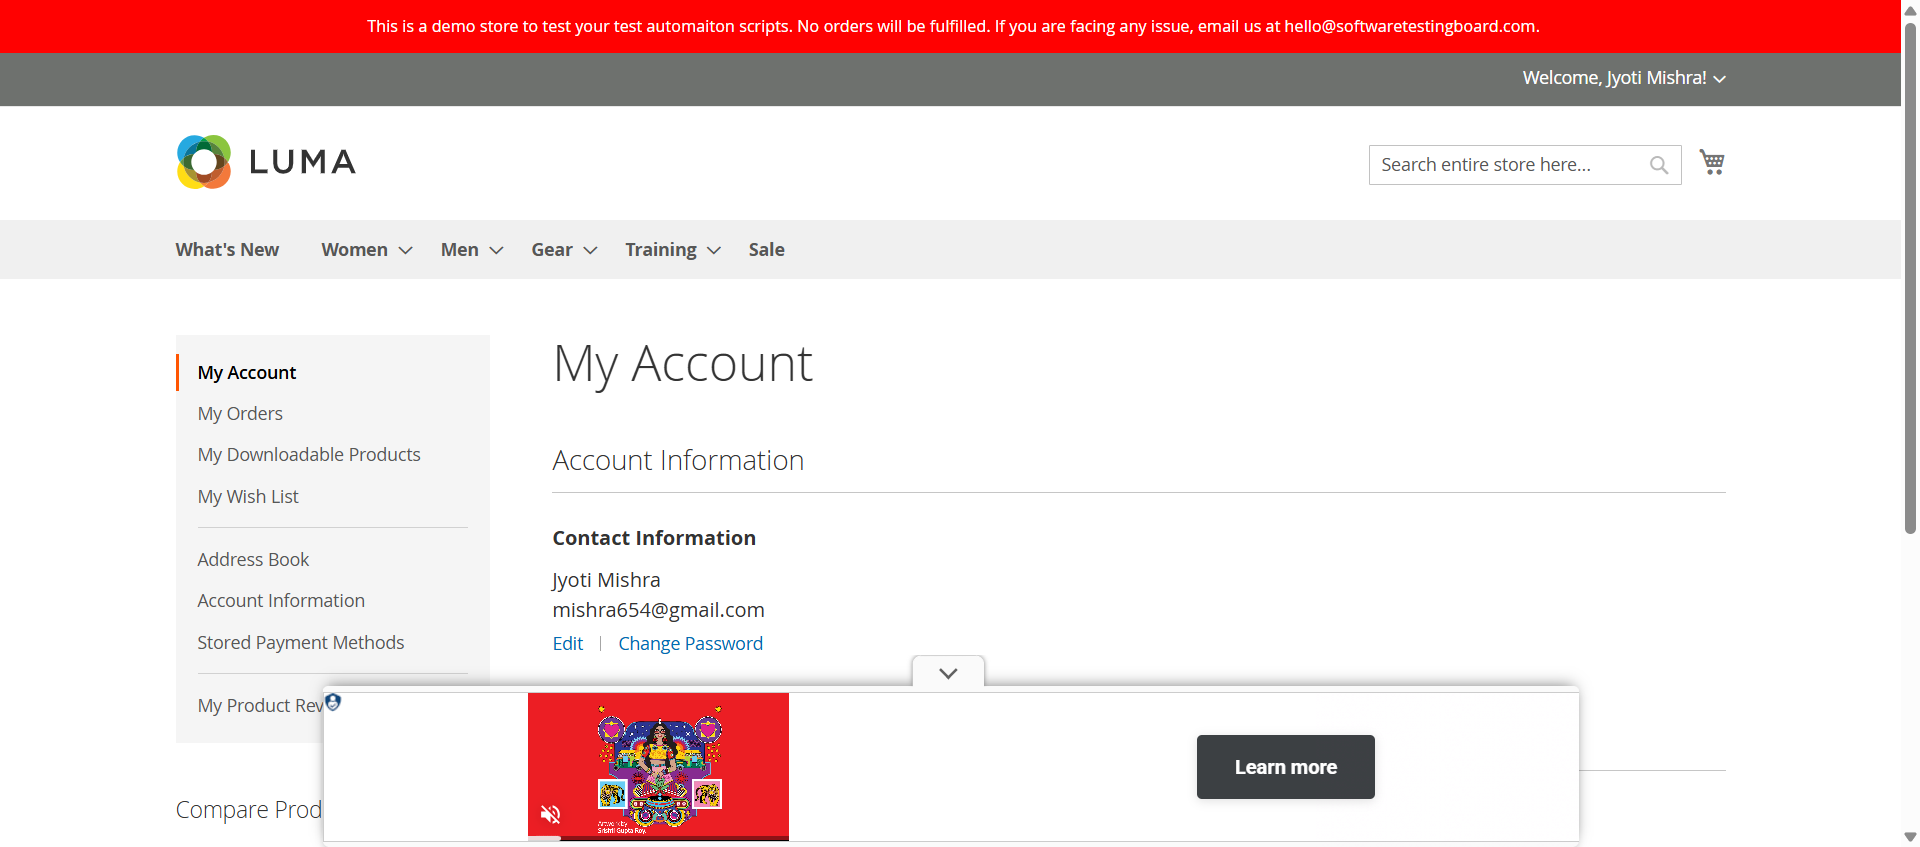 This is a demo store to test your test automaiton scripts. No orders will be fulfilled. If you are facing any issue, email us at hello@softwaretestingboard.com.
Welcome, Jyoti Mishra!
LUMA
Search entire store here...
What's New Women Men Gear Training Sale
My Account
My Orders
My Downloadable Products
My Wish List
Address Book
Account Information
Stored Payment Methods
My Product Rev
Compare Prod
My Account
Account Information
Contact Information
Jyoti Mishra
mishra654@gmail.com
Edit | Change Password
Artwork by
Srishti Gupta Roy.
Learn more